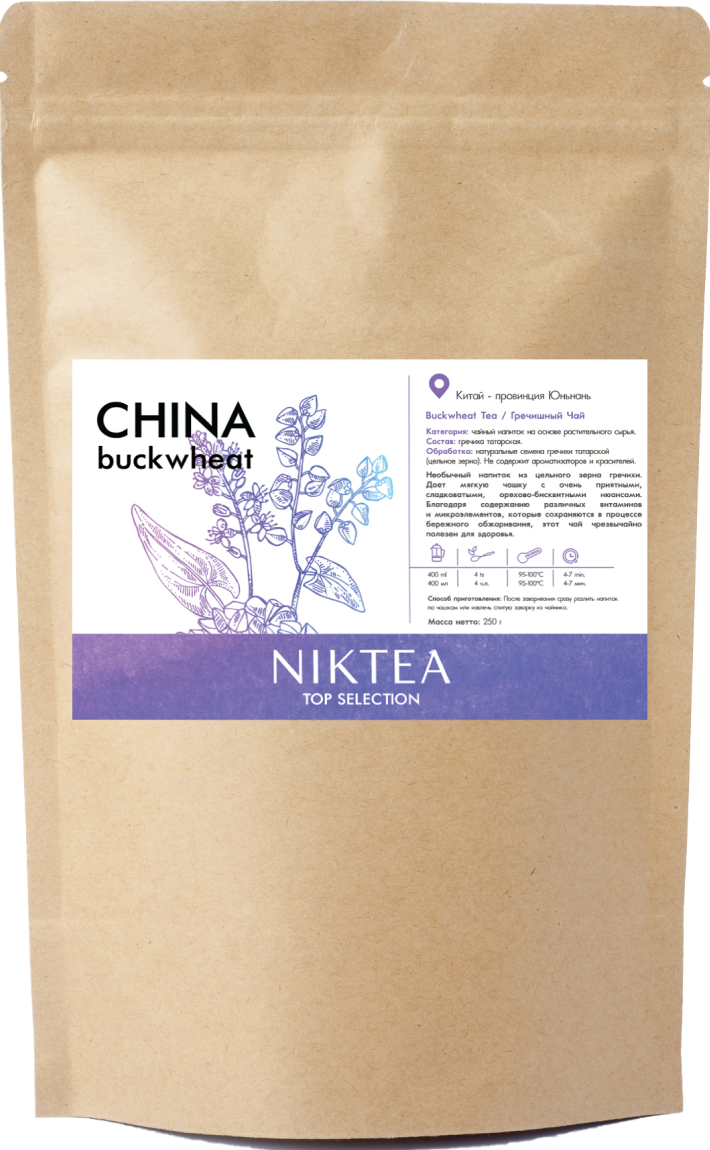 CHINA
buckwheat
Китай - провинция Юньнань
Buckwheat Tea / Гречишный Чай
Категория: чайный напиток на основе растительного сырья.
Состав: гречиха татарская.
Обработка: натуральные семена гречихи татарской
(цельное зерно). Не содержит ароматизаторов и красителей.
Необычный напиток из цельного зерна гречихи.
Дает мягкую чашку с очень приятными,
сладковатыми, орехово-бисквитными нюансами.
Благодаря содержанию различных витаминов
и микроэлементов, которые сохраняются в процессе
бережного обжаривания, этот чай чрезвычайно
полезен для здоровья.
400 ml 4 ts 95-100°C 4-7 min.
400 мл 4 ч.л. 95-100°C 4-7 мин.
Способ приготовления: После заваривания сразу разлить напиток
по чашкам или извлечь спитую заварку из чайника.
Масса нетто: 250 г
NIKTEA
TOP SELECTION